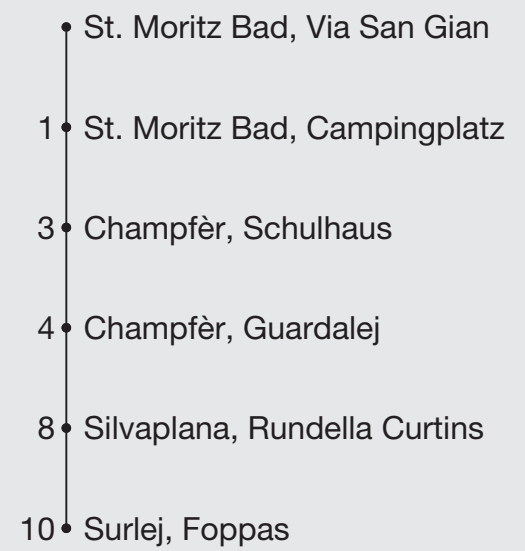 St. Moritz Bad, Via San Gian
1 St. Moritz Bad, Campingplatz
3 Champfèr, Schulhaus
4 Champfèr, Guardalej
8 Silvaplana, Rundella Curtins
10 Surlej, Foppas